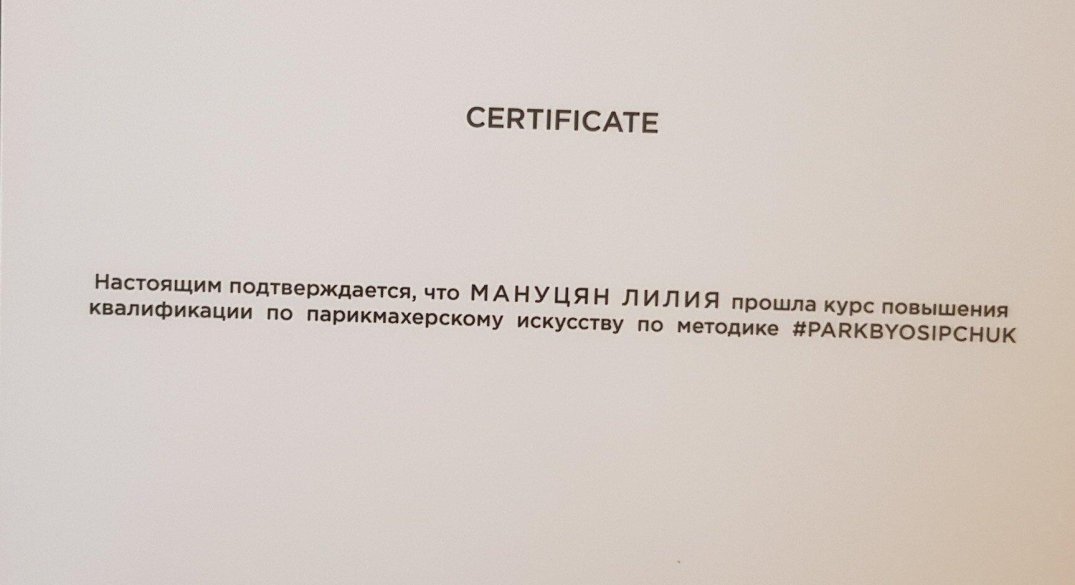 CERTIFICATE
Настоящим подтверждается, что МАНУЦЯН ЛИЛИЯ прошла курс повышения
квалификации по парикмахерскому искусству по методике #PARKBYOSIPCHUK